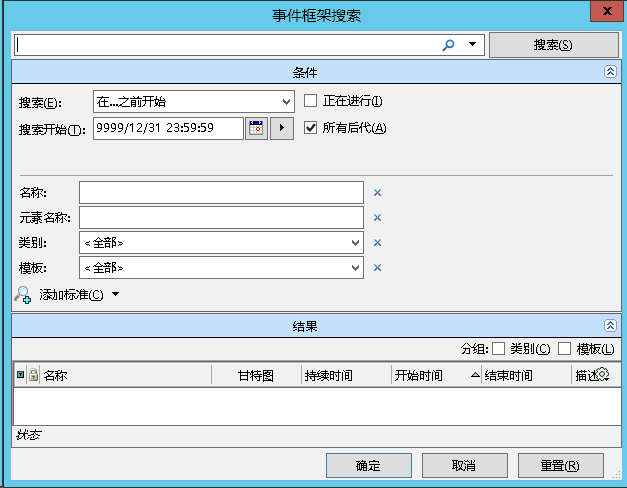 事件框架搜索
搜索(S)
条件
搜索(E): 在...之前开始 正在进行(I)
搜索开始(T): 9999/12/31 23:59:59 所有后代(A)
名称:
元素名称:
类别: <全部>
模板: <全部>
添加标准(C)
结果
分组: 类别(C) 模板(L)
名称 甘特图 持续时间 开始时间 结束时间 描述
状态
确定 取消 重置(R)